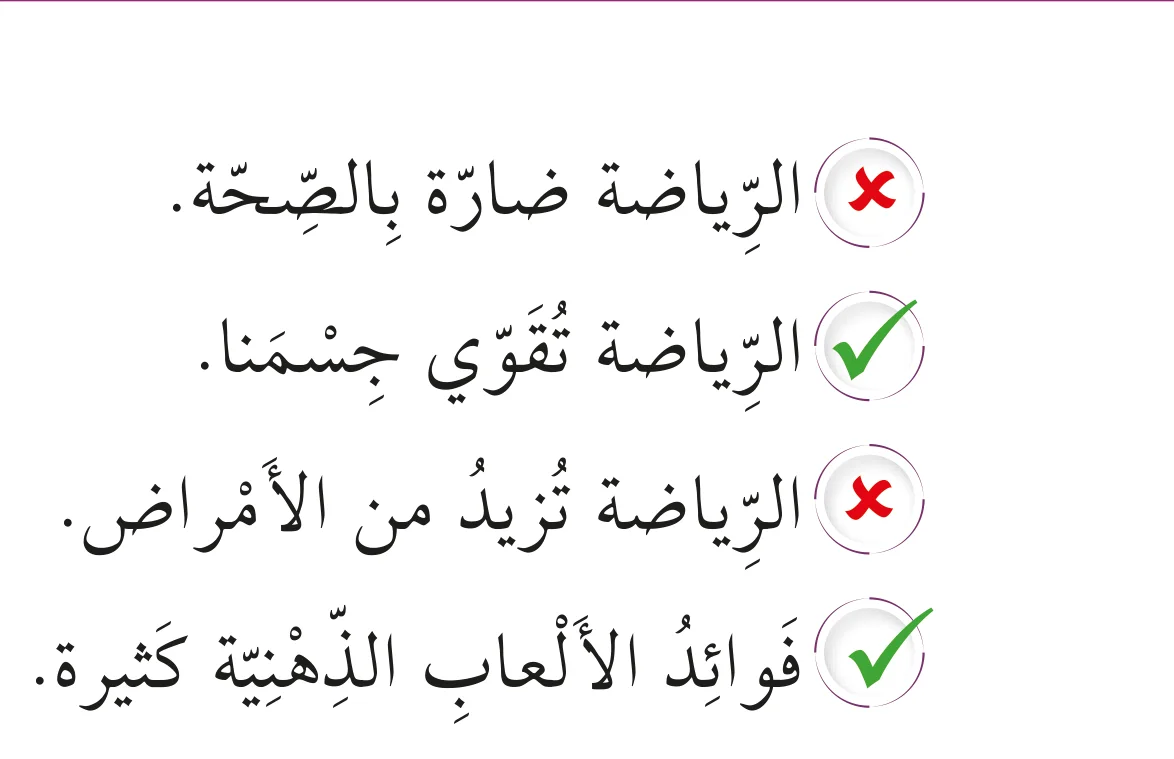 الرِّياضة ضارّة بِالصِّحّة.
الرِّياضة تُقَوّي جِسْمَنا.
الرِّياضة تُزيدُ من الأَمْراض.
فَوائِدُ الأَلْعابِ الذِّهْنِيّة كَثيرة.